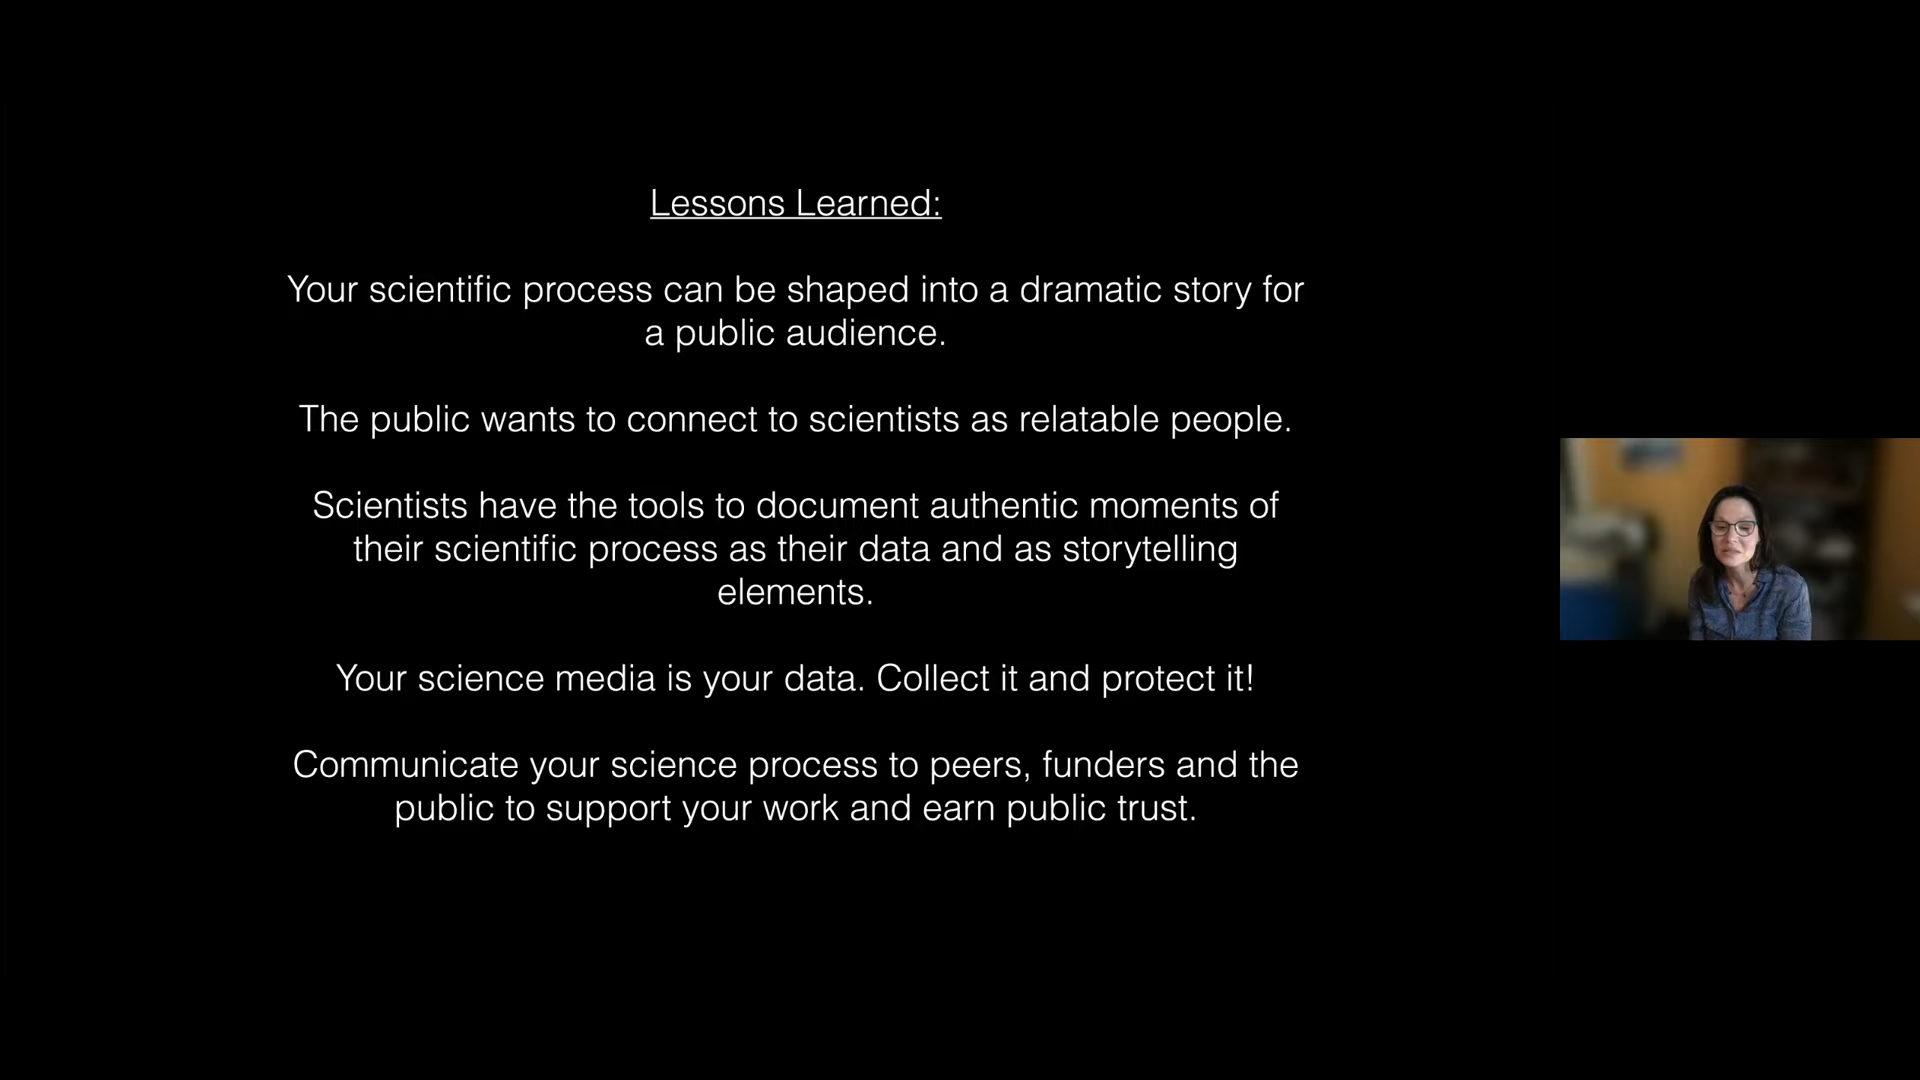 Lessons Learned:
Your scientific process can be shaped into a dramatic story for
a public audience.
The public wants to connect to scientists as relatable people.
Scientists have the tools to document authentic moments of
their scientific process as their data and as storytelling
elements.
Your science media is your data. Collect it and protect it!
Communicate your science process to peers, funders and the
public to support your work and earn public trust.